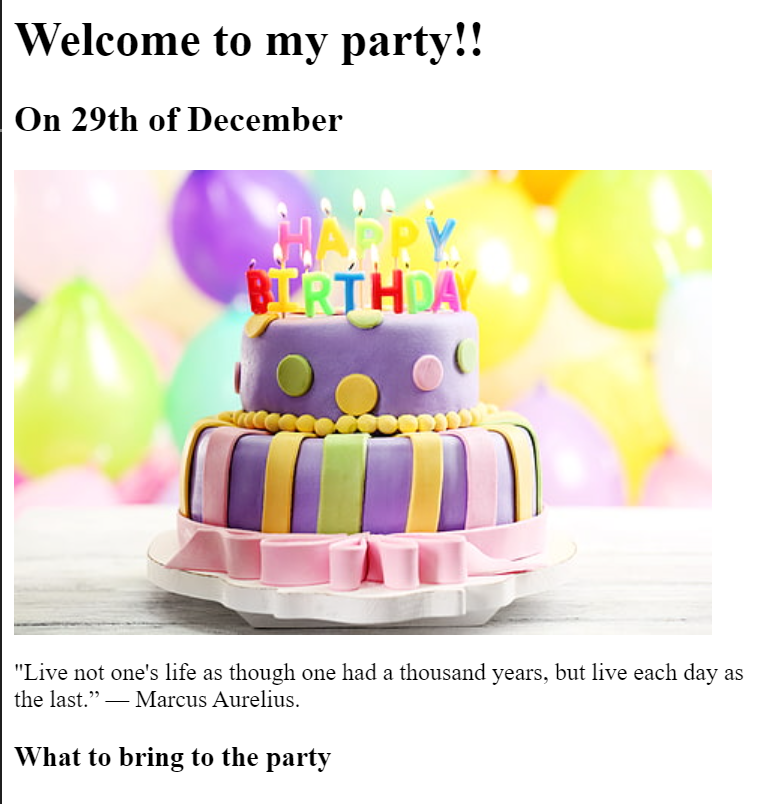 Welcome to my party!!
On 29th of December
HAPPY
BIRTHDAY
"Live not one's life as though one had a thousand years, but live each day as
the last.” — Marcus Aurelius.
What to bring to the party